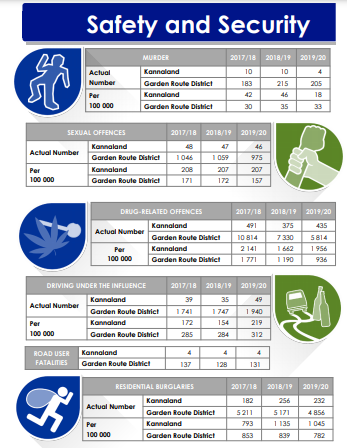 Safety and Security
MURDER 2017/18 2018/19 2019/20
Actual Number Kannaland 10 10 4
Garden Route District 183 215 205
Per 100 000 Kannaland 42 46 18
Garden Route District 30 35 33
SEXUAL OFFENCES 2017/18 2018/19 2019/20
Actual Number Kannaland 48 47 46
Garden Route District 1 046 1 059 975
Per 100 000 Kannaland 208 207 207
Garden Route District 171 172 157
DRUG-RELATED OFFENCES 2017/18 2018/19 2019/20
Actual Number Kannaland 491 375 435
Garden Route District 10 814 7 330 5 814
Per 100 000 Kannaland 2 141 1 662 1 956
Garden Route District 1 771 1 190 936
DRIVING UNDER THE INFLUENCE 2017/18 2018/19 2019/20
Actual Number Kannaland 39 35 49
Garden Route District 1 741 1 747 1 940
Per 100 000 Kannaland 172 154 219
Garden Route District 285 284 312
ROAD USER FATALITIES Kannaland 4 4 4
Garden Route District 137 128 131
RESIDENTIAL BURGLARIES 2017/18 2018/19 2019/20
Actual Number Kannaland 182 256 232
Garden Route District 5 211 5 171 4 856
Per 100 000 Kannaland 793 1 135 1 045
Garden Route District 853 839 782